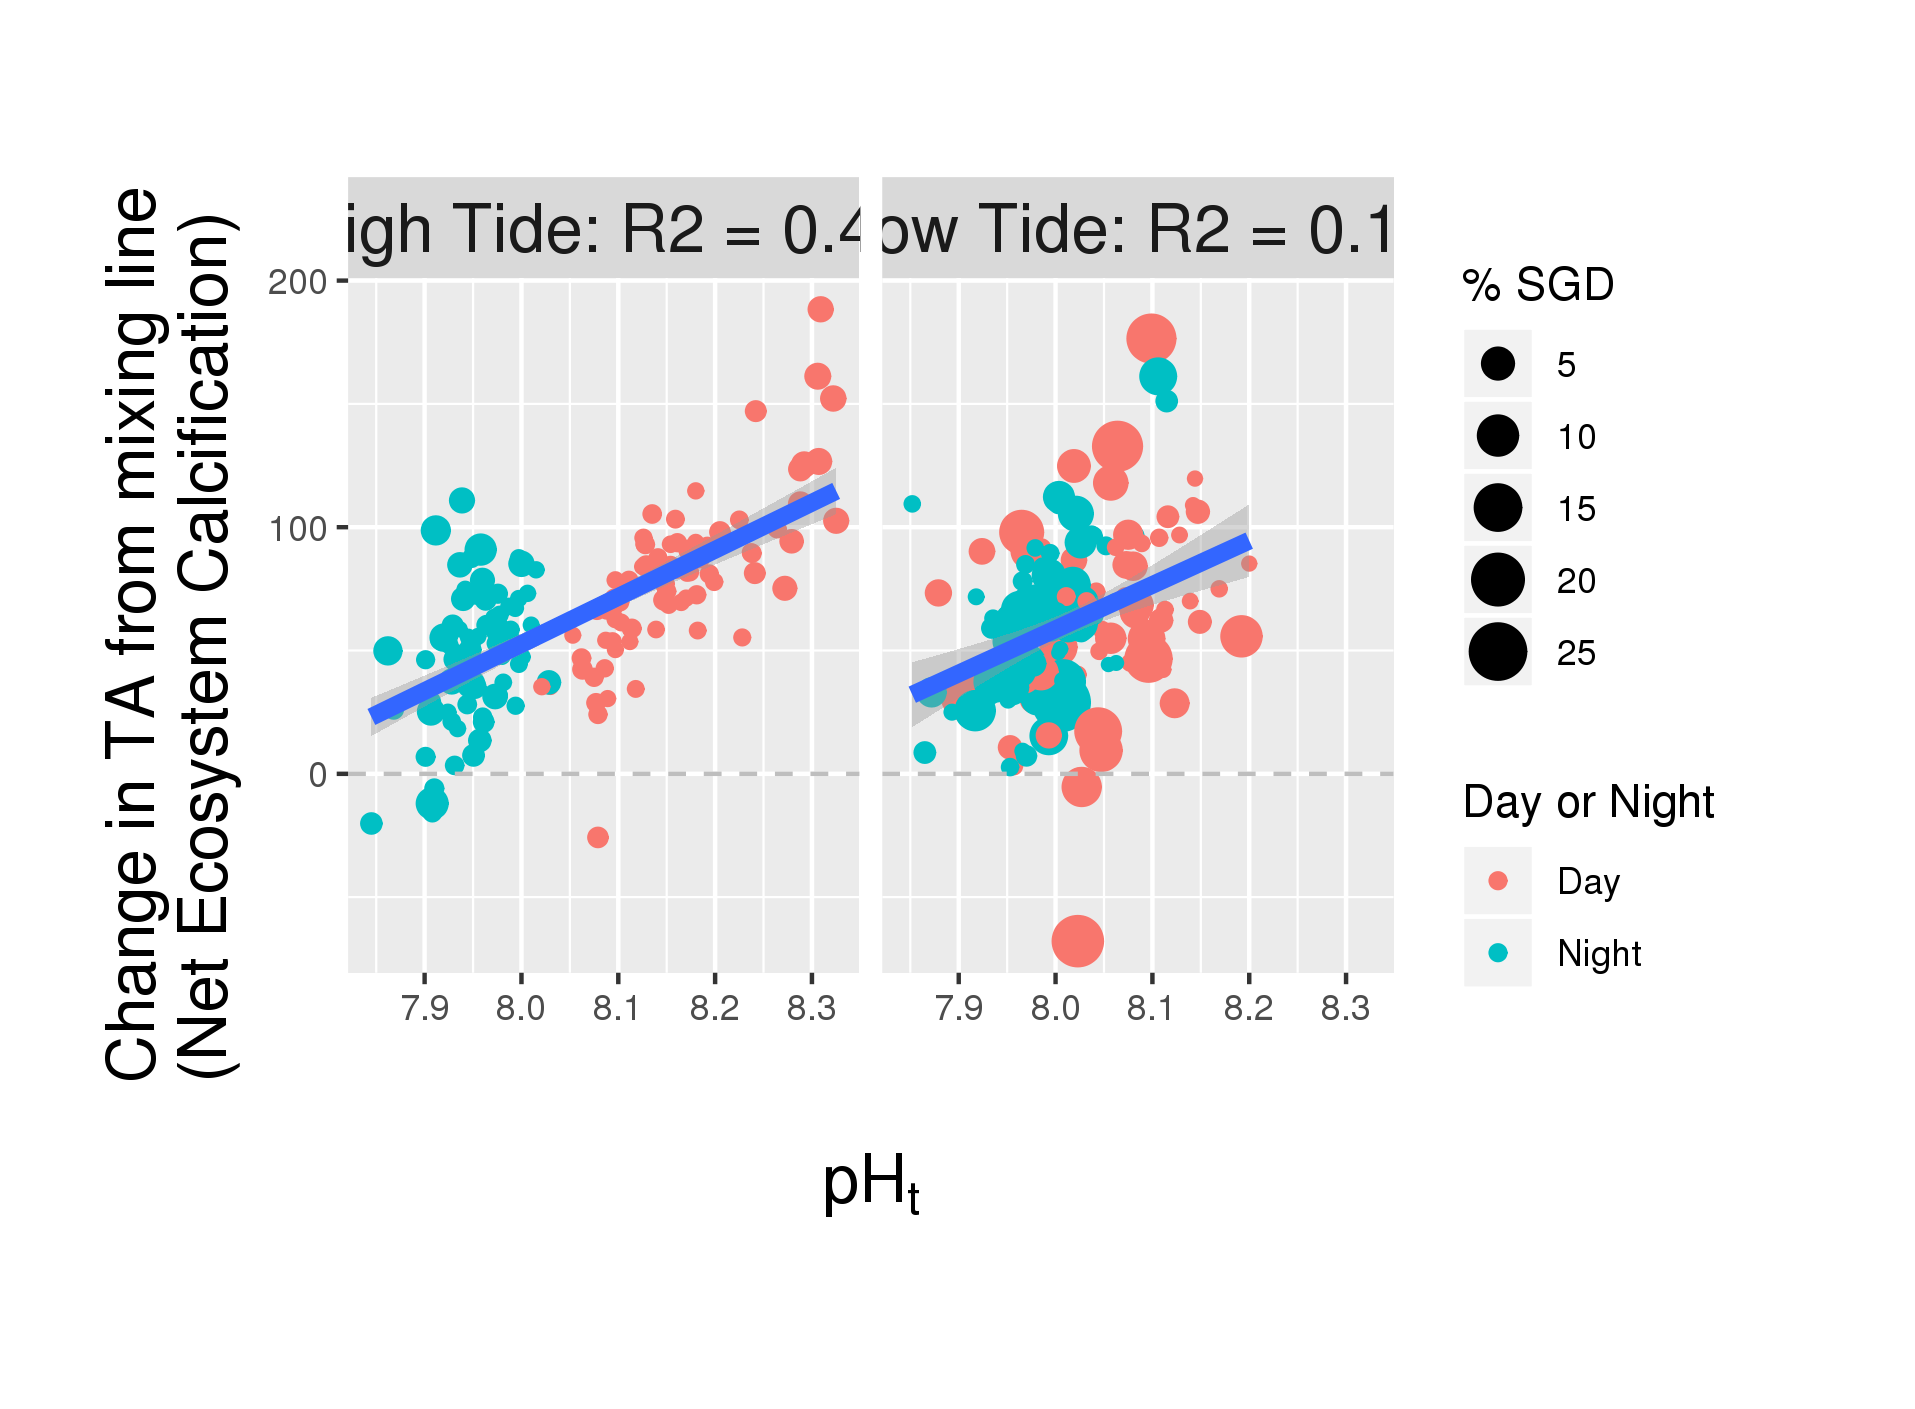 Change in TA from mixing line
(Net Ecosystem Calcification)
igh Tide: R2 = 0.4
ow Tide: R2 = 0.1
200
100
0
7.9 8.0 8.1 8.2 8.3
7.9 8.0 8.1 8.2 8.3
pHₜ
% SGD
5
10
15
20
25
Day or Night
Day
Night